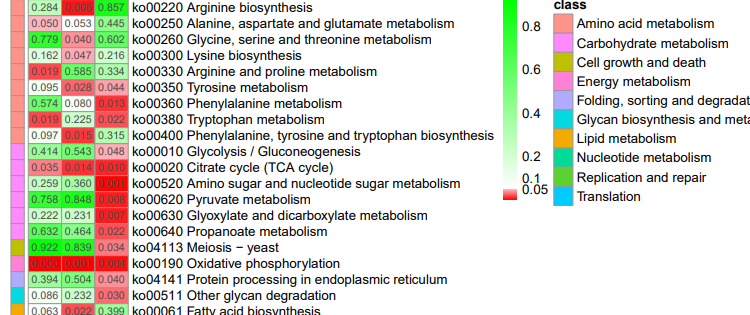 0.284 0.008 0.857 ko00220 Arginine biosynthesis
0.050 0.053 0.445 ko00250 Alanine, aspartate and glutamate metabolism
0.779 0.040 0.602 ko00260 Glycine, serine and threonine metabolism
0.162 0.047 0.216 ko00300 Lysine biosynthesis
0.019 0.585 0.334 ko00330 Arginine and proline metabolism
0.095 0.028 0.044 ko00350 Tyrosine metabolism
0.574 0.080 0.013 ko00360 Phenylalanine metabolism
0.019 0.225 0.022 ko00380 Tryptophan metabolism
0.097 0.015 0.315 ko00400 Phenylalanine, tyrosine and tryptophan biosynthesis
0.414 0.543 0.048 ko00010 Glycolysis / Gluconeogenesis
0.035 0.014 0.010 ko00020 Citrate cycle (TCA cycle)
0.259 0.360 0.001 ko00520 Amino sugar and nucleotide sugar metabolism
0.758 0.848 0.008 ko00620 Pyruvate metabolism
0.222 0.231 0.007 ko00630 Glyoxylate and dicarboxylate metabolism
0.632 0.464 0.022 ko00640 Propanoate metabolism
0.922 0.839 0.034 ko04113 Meiosis − yeast
0.000 0.001 0.004 ko00190 Oxidative phosphorylation
0.394 0.504 0.040 ko04141 Protein processing in endoplasmic reticulum
0.086 0.232 0.030 ko00511 Other glycan degradation
0.063 0.022 0.399 ko00061 Fatty acid biosynthesis
0.8
0.6
0.4
0.2
0.1
0.05
class
Amino acid metabolism
Carbohydrate metabolism
Cell growth and death
Energy metabolism
Folding, sorting and degradat
Glycan biosynthesis and meta
Lipid metabolism
Nucleotide metabolism
Replication and repair
Translation